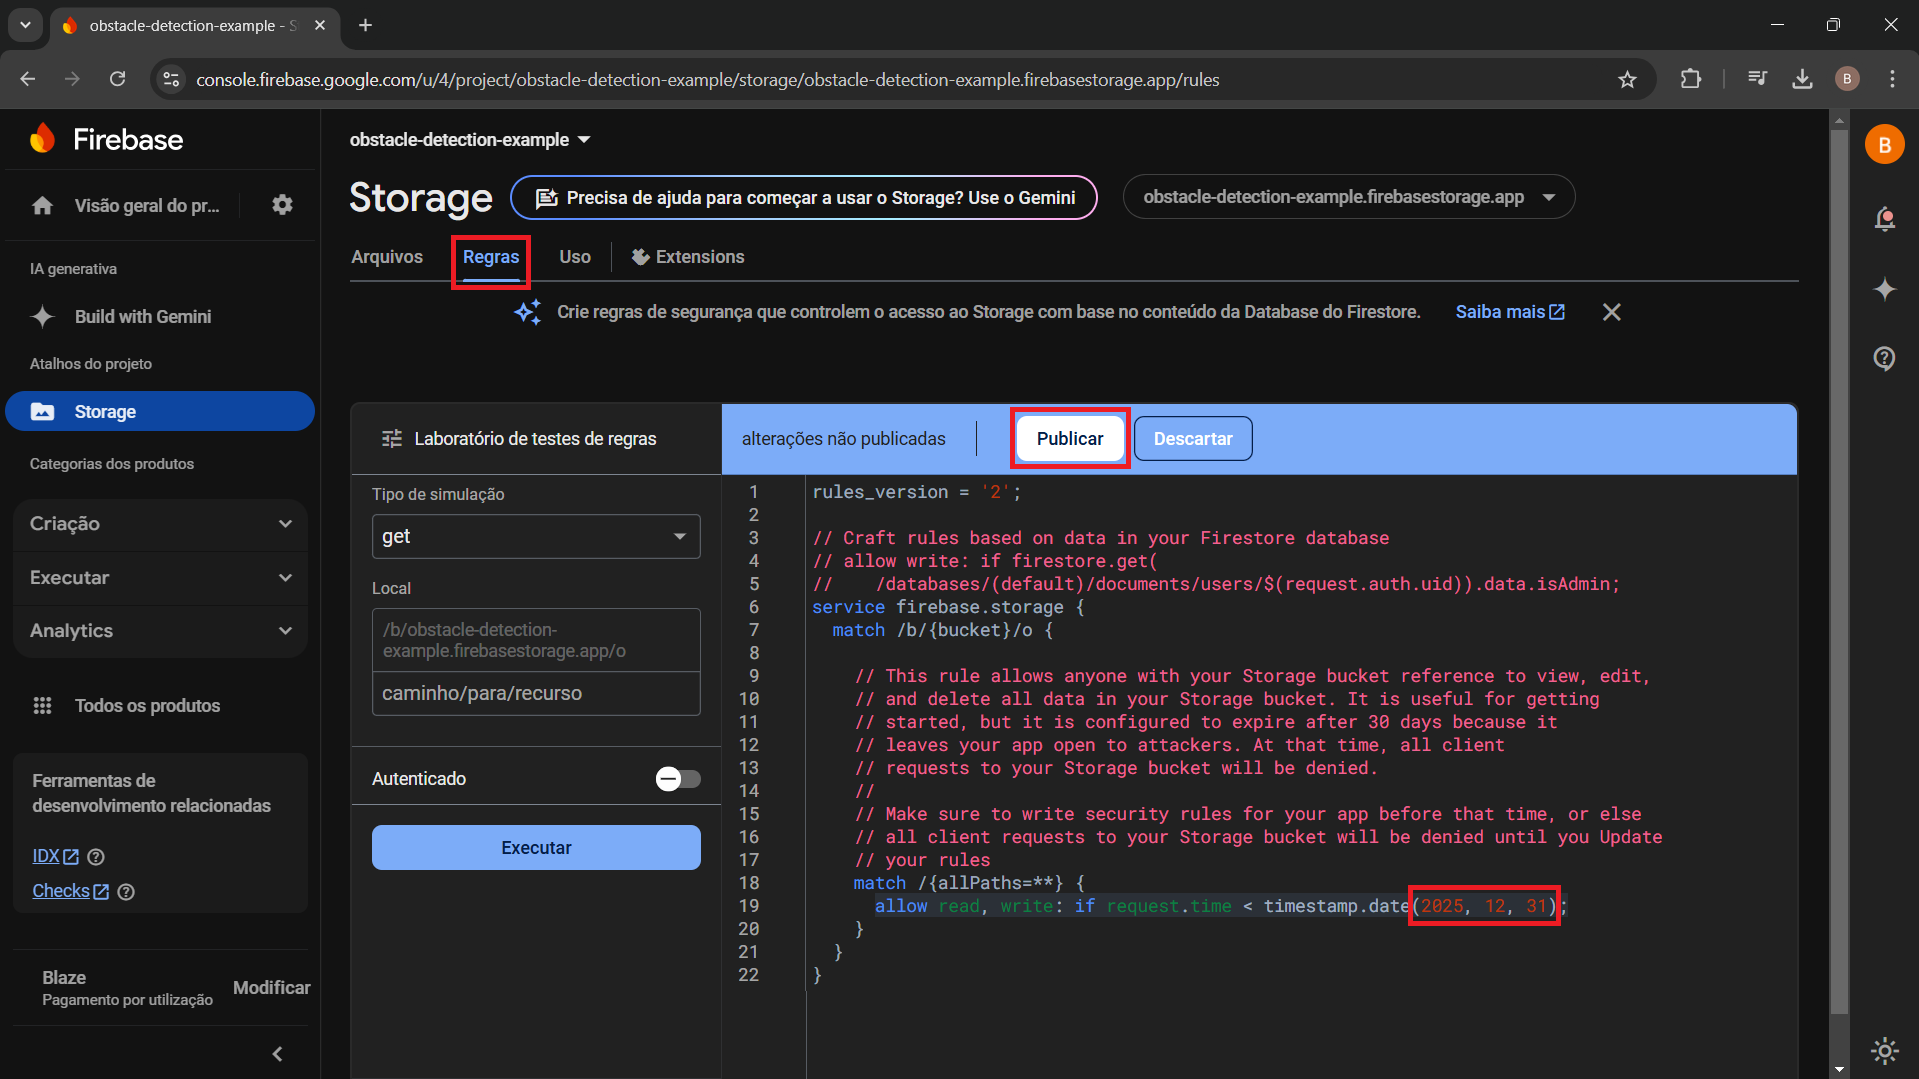 obstacle-detection-example - S
console.firebase.google.com/u/4/project/obstacle-detection-example/storage/obstacle-detection-example.firebasestorage.app/rules
B
Firebase
obstacle-detection-example
B
Visão geral do pr...
Storage
Precisa de ajuda para começar a usar o Storage? Use o Gemini
obstacle-detection-example.firebasestorage.app
Arquivos
Regras
Uso
Extensions
IA generativa
Build with Gemini
Crie regras de segurança que controlem o acesso ao Storage com base no conteúdo da Database do Firestore.
Saiba mais
Atalhos do projeto
Storage
Categorias dos produtos
Criação
Executar
Analytics
Todos os produtos
Ferramentas de
desenvolvimento relacionadas
IDX
Checks
Blaze
Pagamento por utilização
Modificar
Laboratório de testes de regras
Tipo de simulação
get
Local
/b/obstacle-detection-
example.firebasestorage.app/o
caminho/para/recurso
Autenticado
Executar
alterações não publicadas
Publicar
Descartar
1 rules_version = '2';
2
3 // Craft rules based on data in your Firestore database
4 // allow write: if firestore.get(
5 //    /databases/(default)/documents/users/$(request.auth.uid)).data.isAdmin;
6 service firebase.storage {
7   match /b/{bucket}/o {
8
9     // This rule allows anyone with your Storage bucket reference to view, edit,
10     // and delete all data in your Storage bucket. It is useful for getting
11     // started, but it is configured to expire after 30 days because it
12     // leaves your app open to attackers. At that time, all client
13     // requests to your Storage bucket will be denied.
14     //
15     // Make sure to write security rules for your app before that time, or else
16     // all client requests to your Storage bucket will be denied until you Update
17     // your rules
18     match /{allPaths=**} {
19       allow read, write: if request.time < timestamp.date(2025, 12, 31);
20     }
21   }
22 }